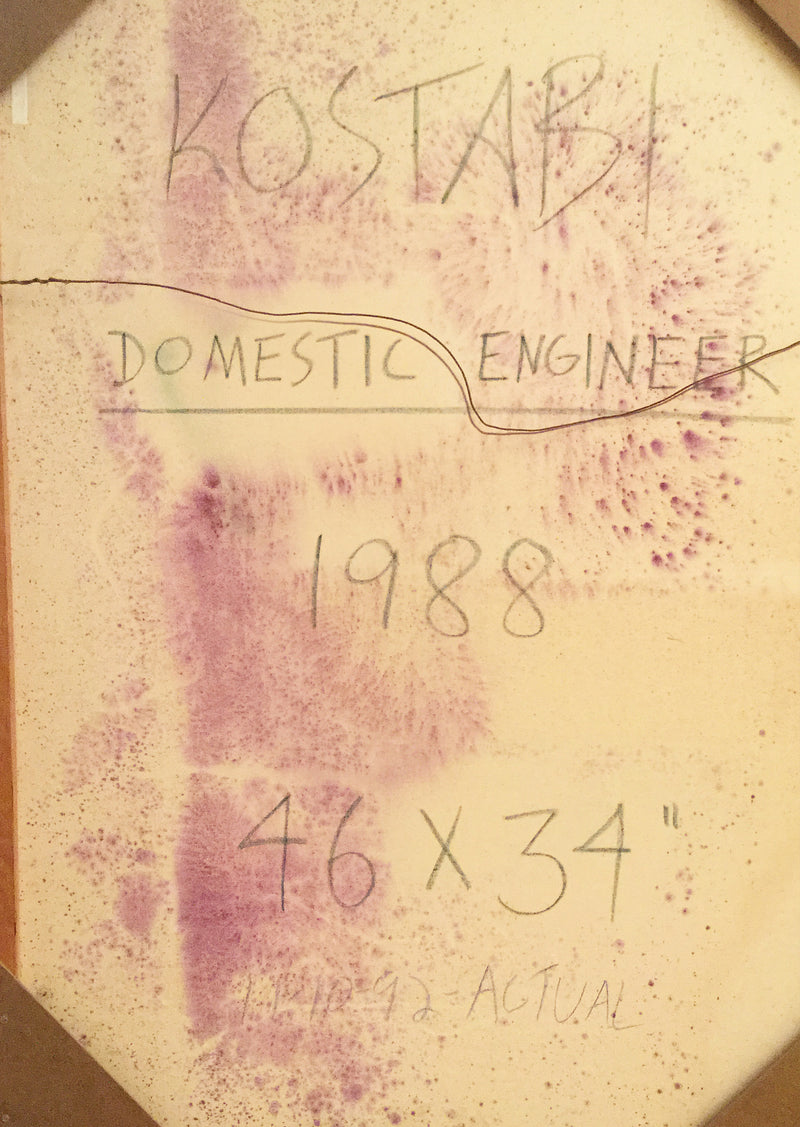 KOSTABI
DOMESTIC ENGINEER
1988
46 X 34"
ACTUAL